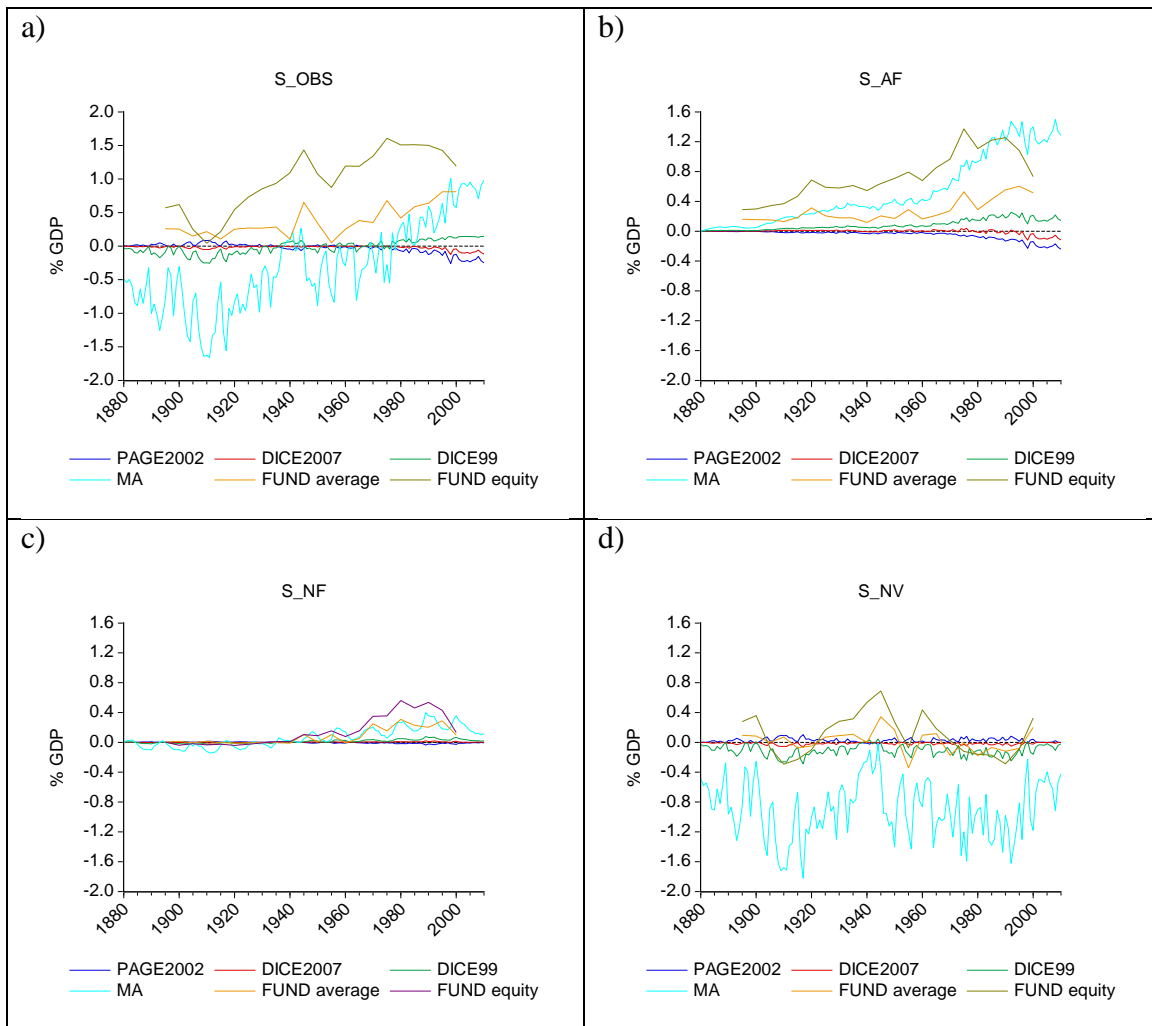 a)
S_OBS
% GDP
2.0
1.5
1.0
0.5
0.0
-0.5
-1.0
-1.5
-2.0
1880 1900 1920 1940 1960 1980 2000
PAGE2002 DICE2007 DICE99
MA FUND average FUND equity
b)
S_AF
% GDP
1.6
1.2
0.8
0.4
0.0
-0.4
-0.8
-1.2
-1.6
-2.0
1880 1900 1920 1940 1960 1980 2000
PAGE2002 DICE2007 DICE99
MA FUND average FUND equity
c)
S_NF
% GDP
1.6
1.2
0.8
0.4
0.0
-0.4
-0.8
-1.2
-1.6
-2.0
1880 1900 1920 1940 1960 1980 2000
PAGE2002 DICE2007 DICE99
MA FUND average FUND equity
d)
S_NV
% GDP
1.6
1.2
0.8
0.4
0.0
-0.4
-0.8
-1.2
-1.6
-2.0
1880 1900 1920 1940 1960 1980 2000
PAGE2002 DICE2007 DICE99
MA FUND average FUND equity